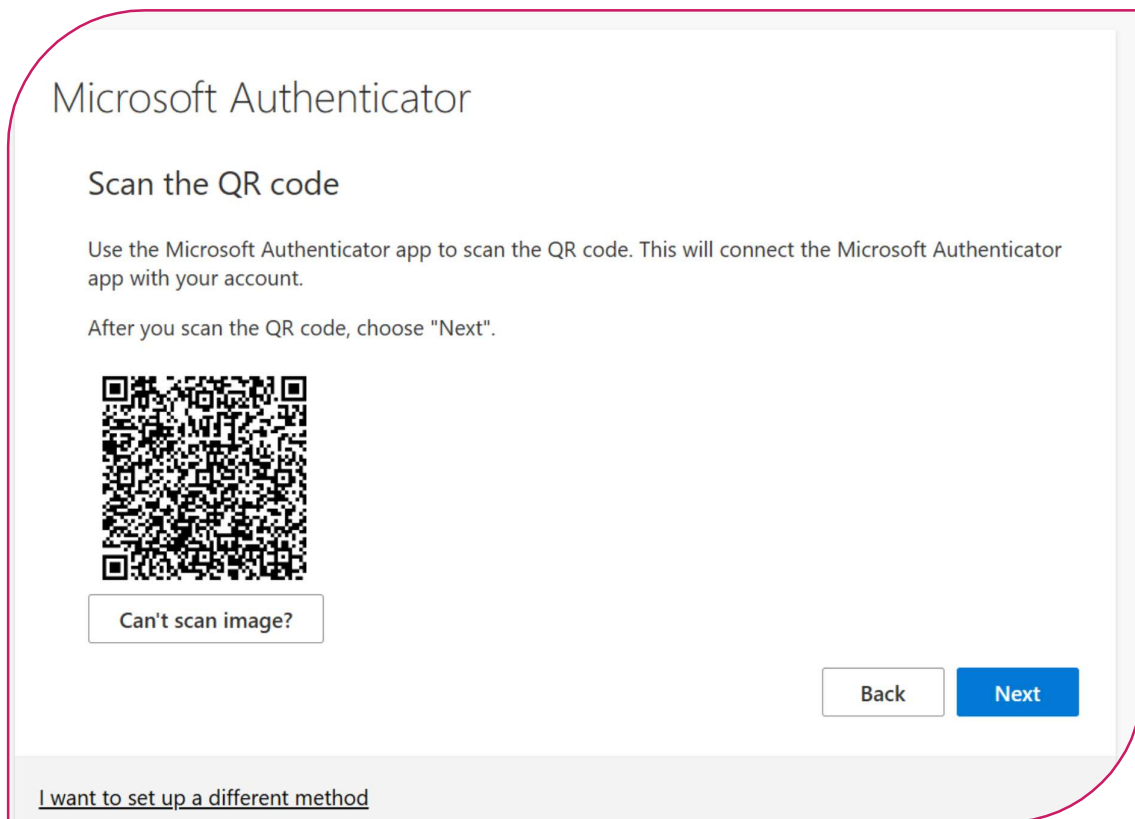 Microsoft Authenticator
Scan the QR code
Use the Microsoft Authenticator app to scan the QR code. This will connect the Microsoft Authenticator
app with your account.
After you scan the QR code, choose "Next".
Can't scan image?
Back
Next
I want to set up a different method